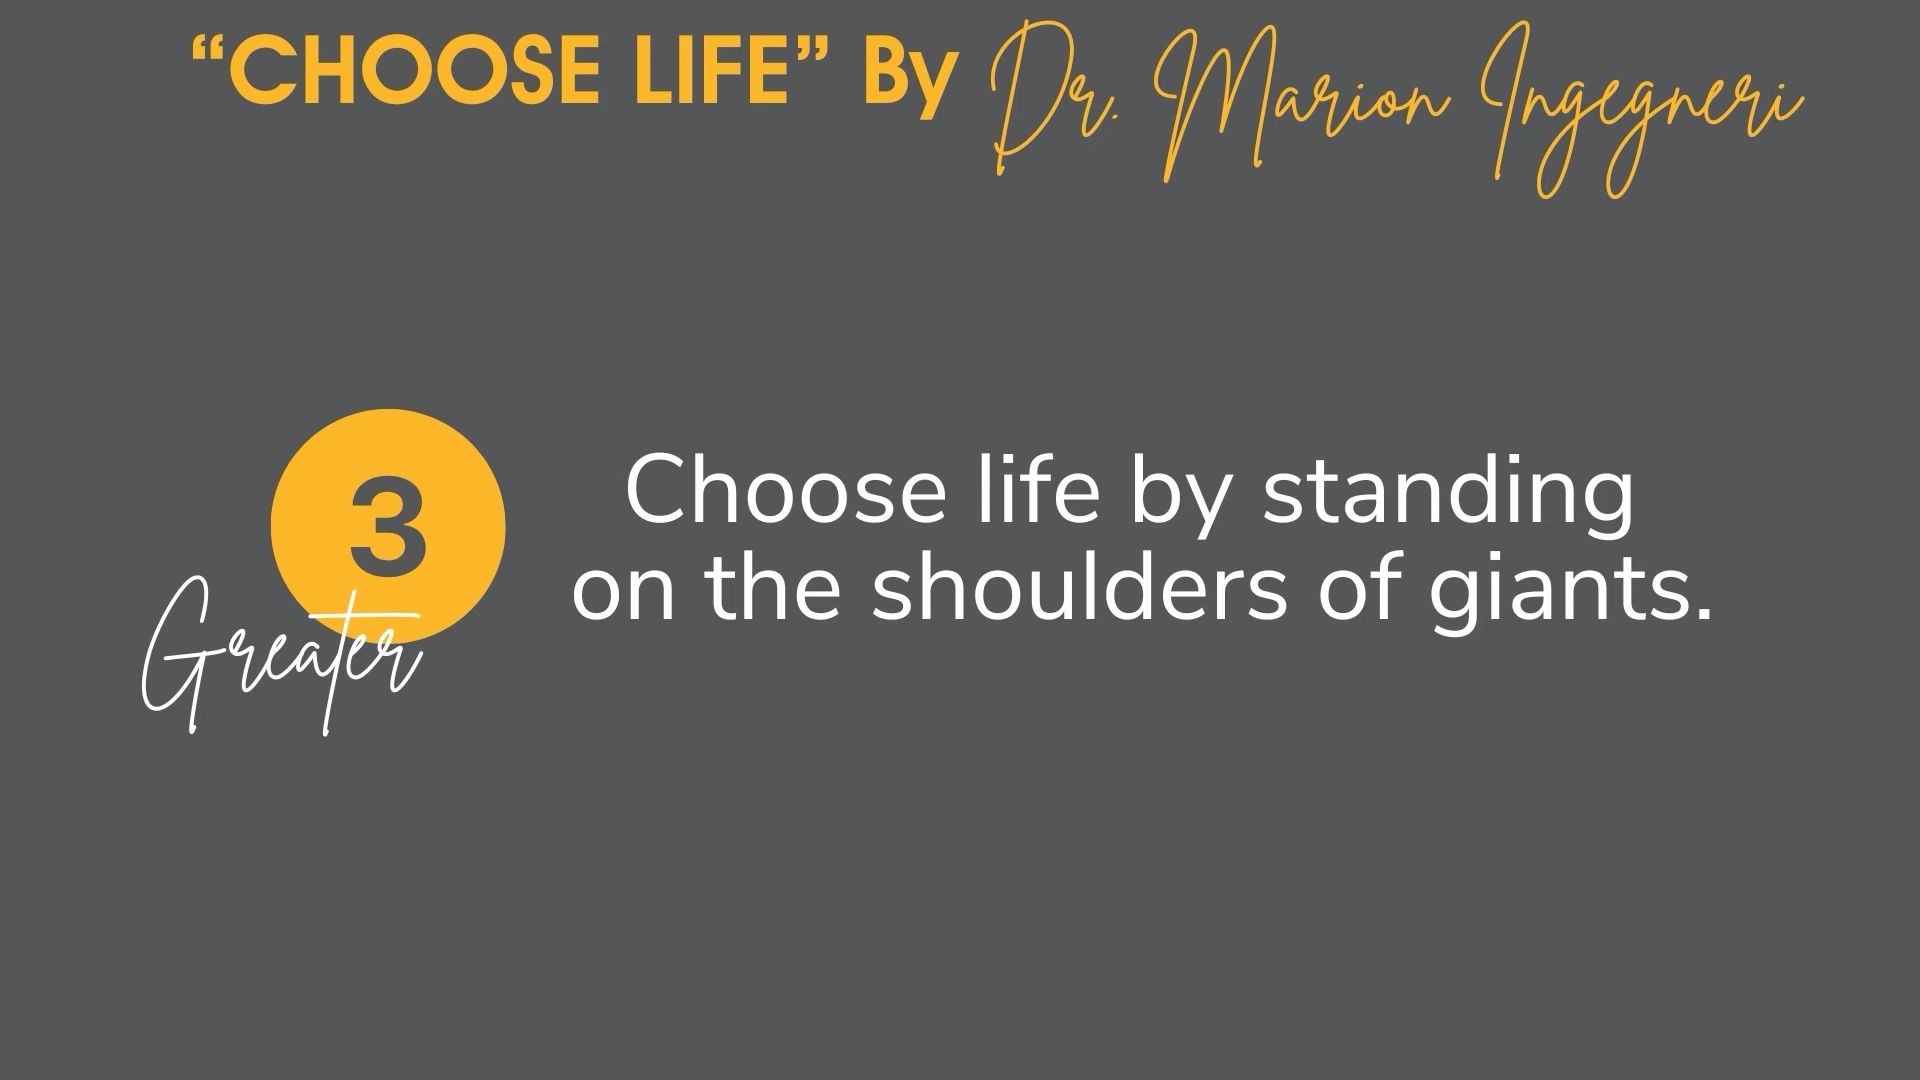 “CHOOSE LIFE” By Dr. Marion Ingegneri
3
Greater
Choose life by standing
on the shoulders of giants.